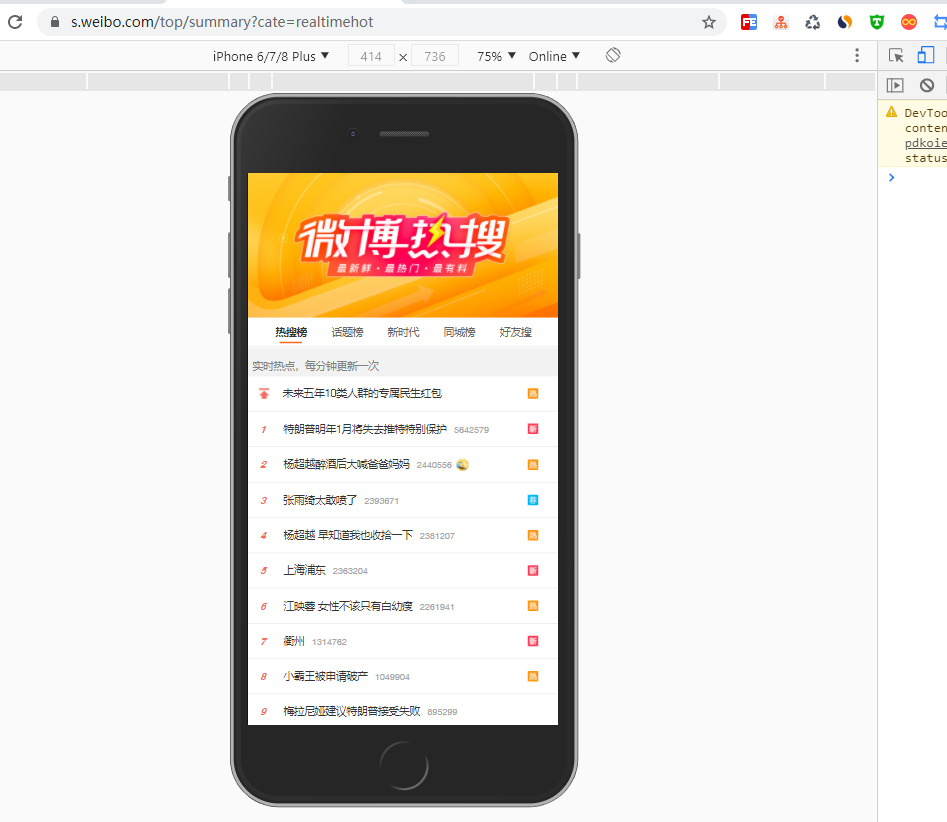 s.weibo.com/top/summary?cate=realtimehot
FE
T
iPhone 6/7/8 Plus ▼ 414 × 736 75% ▼ Online ▼
DevToo
conten
pdkoie
status
微博热搜
最新鲜·最热门·最有料
热搜榜 话题榜 新时代 同城榜 好友搜
实时热点，每分钟更新一次
未来五年10类人群的专属民生红包 热
1 特朗普明年1月将失去推特特别保护 5642579 新
2 杨超越醉酒后大喊爸爸妈妈 2440556 热
3 张雨绮太敢喷了 2393671 荐
4 杨超越 早知道我也收拾一下 2381207 热
5 上海浦东 2363204 新
6 江映蓉 女性不该只有白幼瘦 2261941 热
7 衢州 1314762 新
8 小霸王被申请破产 1049904 热
9 梅拉尼娅建议特朗普接受失败 895299